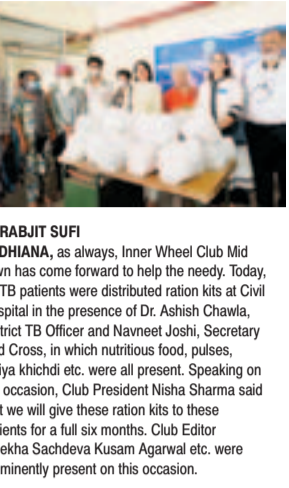 RABJIT SUFI
DHIANA, as always, Inner Wheel Club Mid
wn has come forward to help the needy. Today,
TB patients were distributed ration kits at Civil
spital in the presence of Dr. Ashish Chawla,
trict TB Officer and Navneet Joshi, Secretary
d Cross, in which nutritious food, pulses,
iya khichdi etc. were all present. Speaking on
occasion, Club President Nisha Sharma said
t we will give these ration kits to these
ients for a full six months. Club Editor
ekha Sachdeva Kusam Agarwal etc. were
minently present on this occasion.